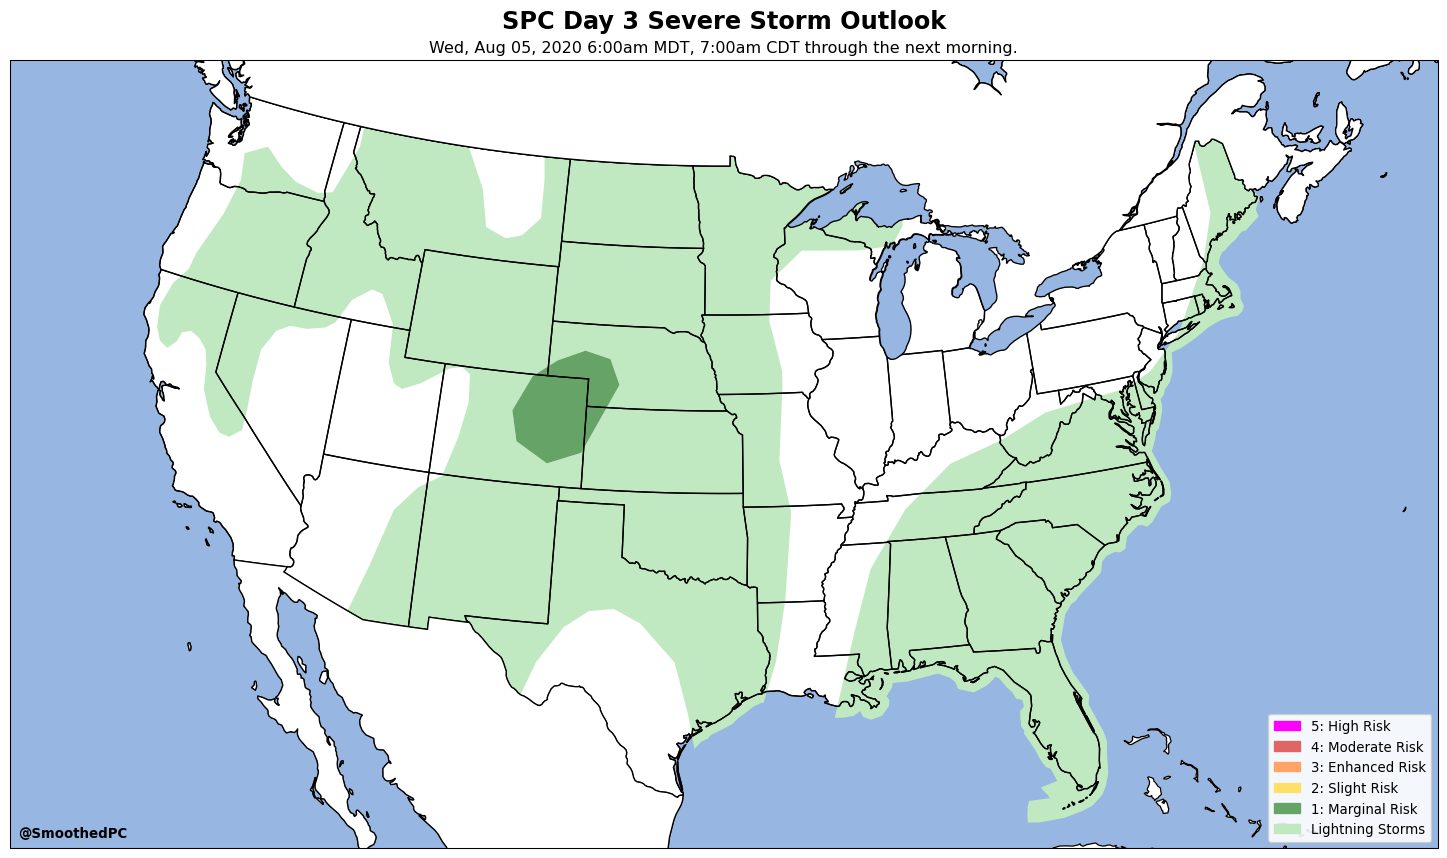 SPC Day 3 Severe Storm Outlook
Wed, Aug 05, 2020 6:00am MDT, 7:00am CDT through the next morning.
5: High Risk
4: Moderate Risk
3: Enhanced Risk
2: Slight Risk
1: Marginal Risk
Lightning Storms
@SmoothedPC